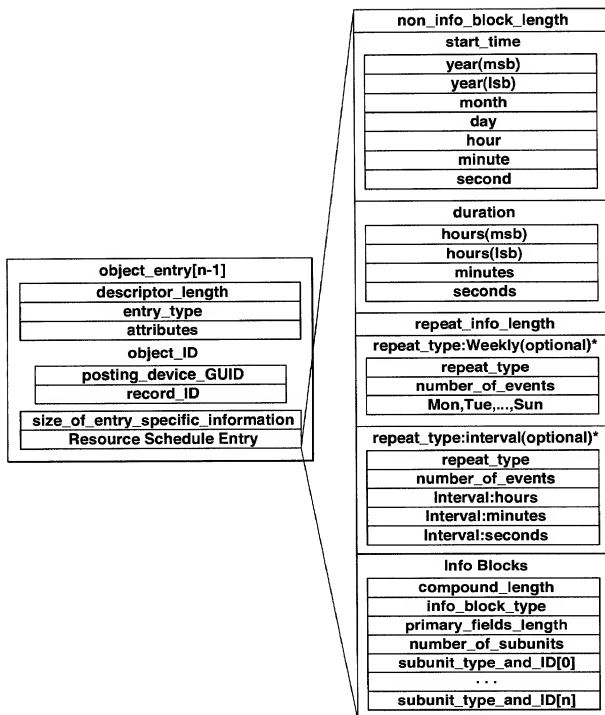 object_entry[n-1]
descriptor_length
entry_type
attributes
object_ID
posting_device_GUID
record_ID
size_of_entry_specific_information
Resource Schedule Entry
non_info_block_length
start_time
year(msb)
year(lsb)
month
day
hour
minute
second
duration
hours(msb)
hours(lsb)
minutes
seconds
repeat_info_length
repeat_type:Weekly(optional)*
repeat_type
number_of_events
Mon,Tue,...,Sun
repeat_type:interval(optional)*
repeat_type
number_of_events
Interval:hours
Interval:minutes
Interval:seconds
Info Blocks
compound_length
info_block_type
primary_fields_length
number_of_subunits
subunit_type_and_ID[0]
...
subunit_type_and_ID[n]